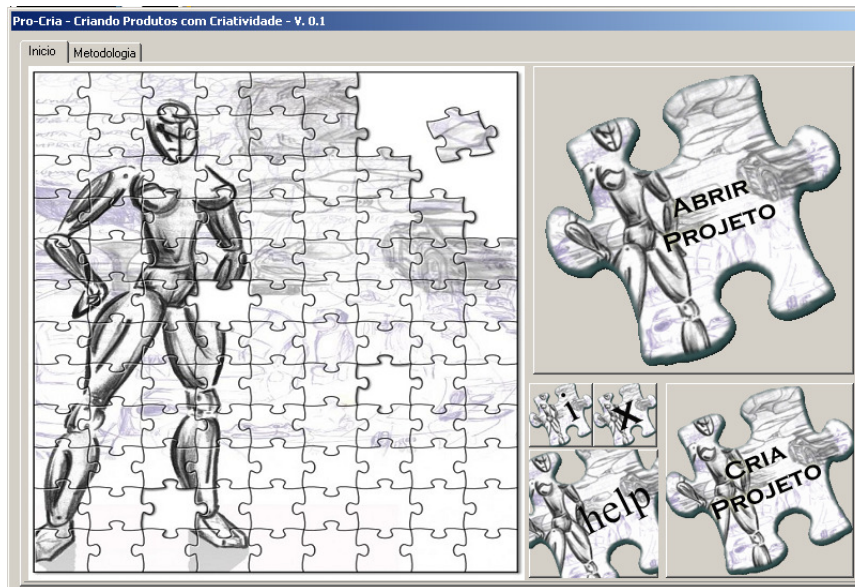 Pro-Cria - Criando Produtos com Criatividade - V. 0.1
Inicio
Metodologia
ABRIR
PROJETO
i
x
help
CRIA
PROJETO